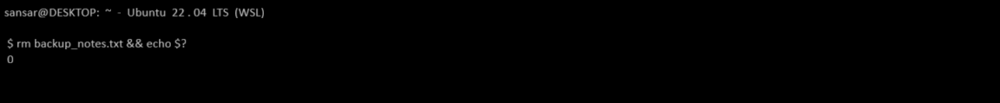 sansar@DESKTOP: ~ - Ubuntu 22.04 LTS (WSL)
$ rm backup_notes.txt && echo $?
0